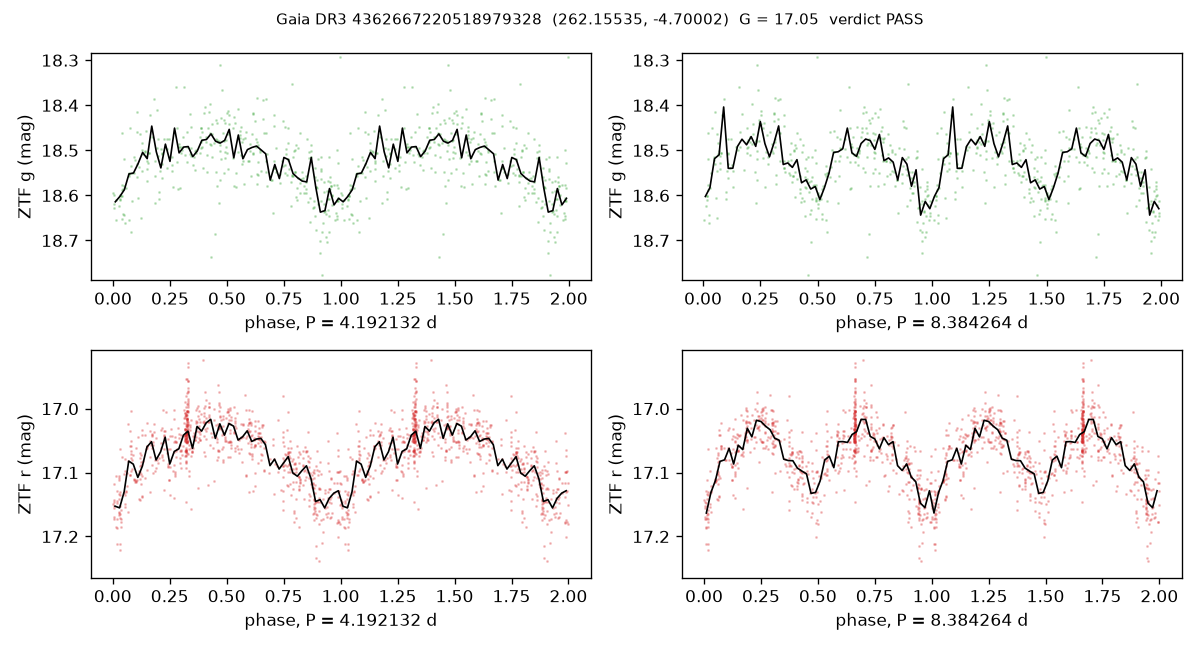 Gaia DR3 4362667220518979328 (262.15535, -4.70002) G = 17.05 verdict PASS
ZTF g (mag)
18.3
18.4
18.5
18.6
18.7
0.00 0.25 0.50 0.75 1.00 1.25 1.50 1.75 2.00
phase, P = 4.192132 d
ZTF g (mag)
18.3
18.4
18.5
18.6
18.7
0.00 0.25 0.50 0.75 1.00 1.25 1.50 1.75 2.00
phase, P = 8.384264 d
ZTF r (mag)
17.0
17.1
17.2
0.00 0.25 0.50 0.75 1.00 1.25 1.50 1.75 2.00
phase, P = 4.192132 d
ZTF r (mag)
17.0
17.1
17.2
0.00 0.25 0.50 0.75 1.00 1.25 1.50 1.75 2.00
phase, P = 8.384264 d